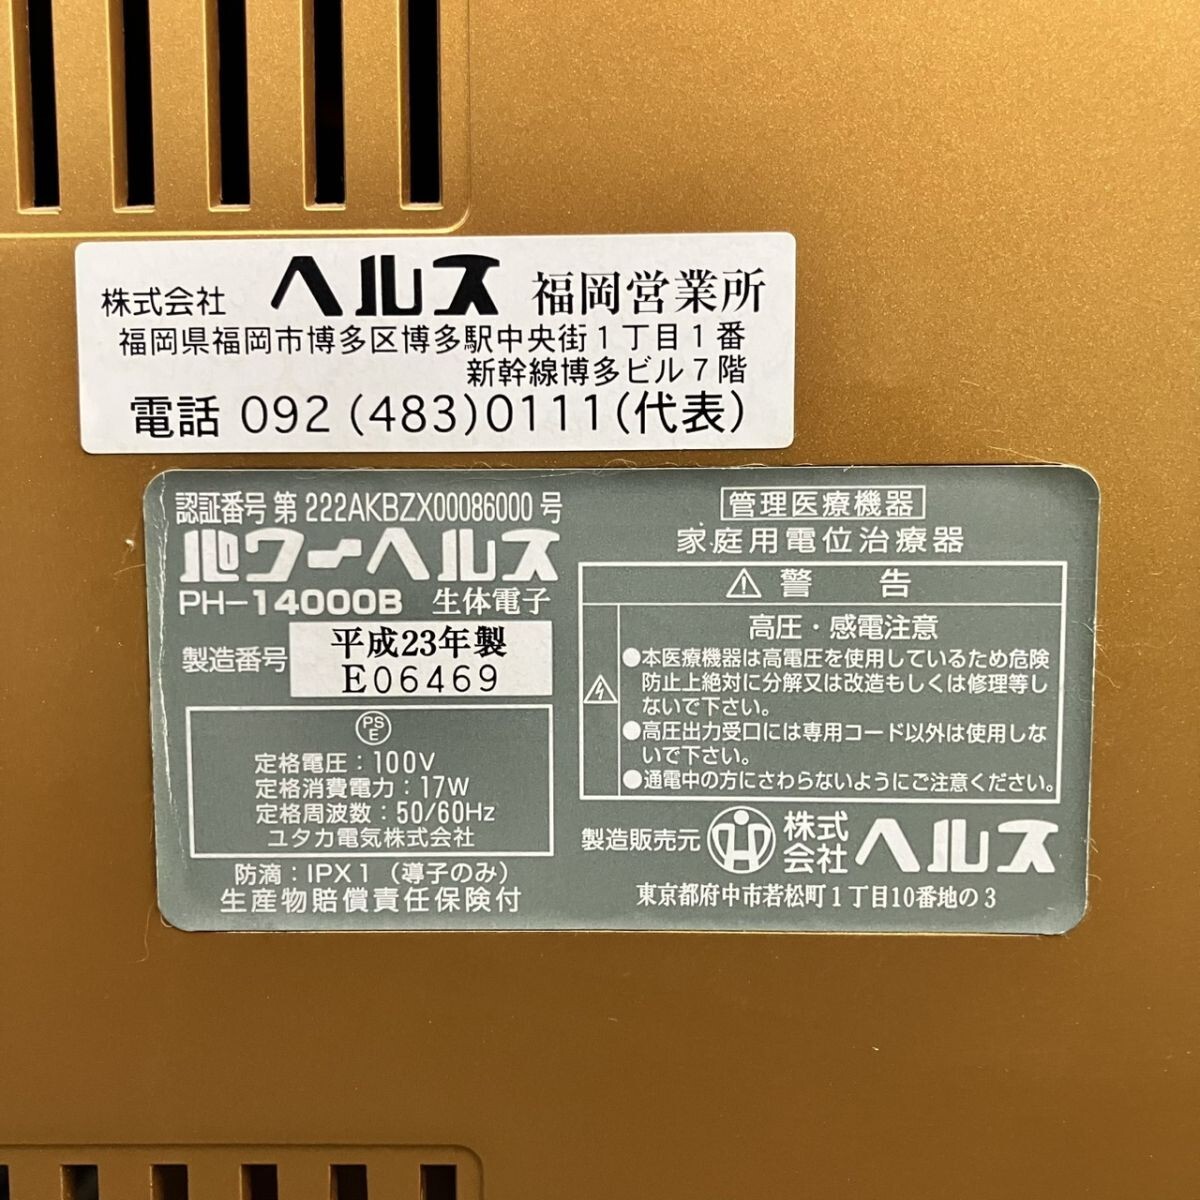 株式会社 ヘルス 福岡営業所
福岡県福岡市博多区博多駅中央街1丁目1番
新幹線博多ビル7階
電話 092(483)0111(代表)
認証番号 第 222AKBZX00086000 号
パワーヘルス
PH-14000B 生体電子
製造番号
平成23年製
E06469
PS
E
定格電圧：100V
定格消費電力：17W
定格周波数：50/60Hz
ユタカ電気株式会社
防滴：IPX1（導子のみ）
生産物賠償責任保険付
管理医療機器
家庭用電位治療器
警 告
高圧・感電注意
●本医療機器は高電圧を使用しているため危険
防止上絶対に分解又は改造もしくは修理等し
ないで下さい。
●高圧出力受口には専用コード以外は使用しな
いで下さい。
●通電中の方にさわらないようにご注意ください。
製造販売元 株式会社 ヘルス
東京都府中市若松町1丁目10番地の3